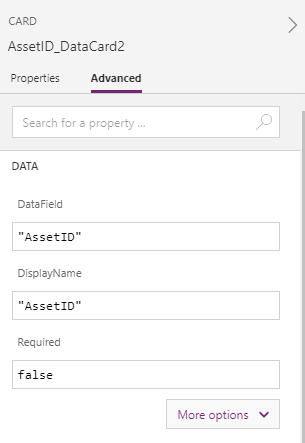 CARD
AssetID_DataCard2
Properties Advanced
Search for a property ...
DATA
DataField
"AssetID"
DisplayName
"AssetID"
Required
false
More options